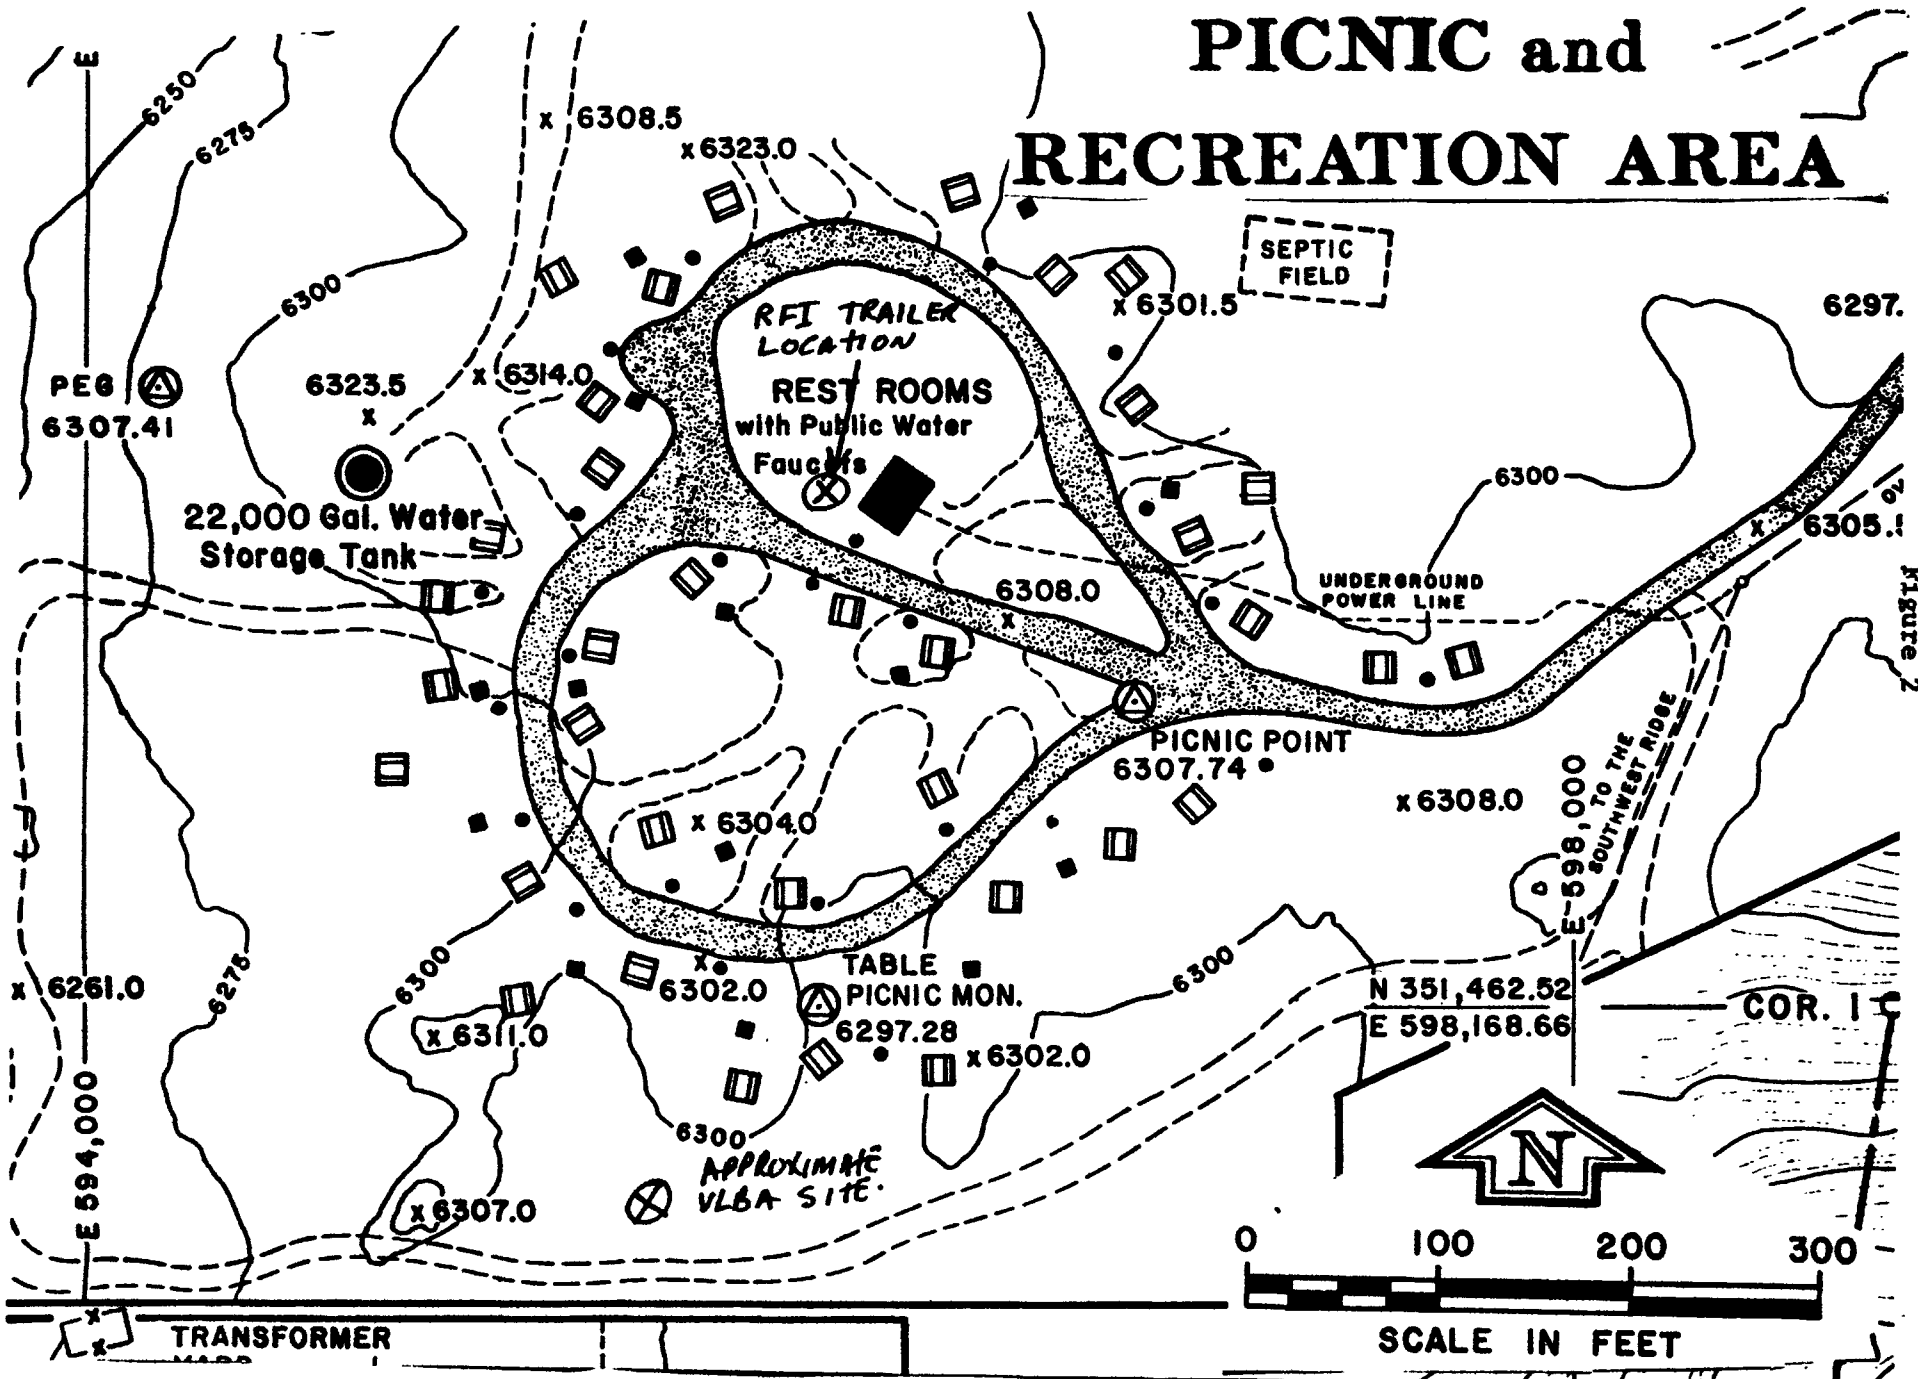 PICNIC and
RECREATION AREA
E
6250
6275
x 6308.5
x 6323.0
SEPTIC
FIELD
6300
x 6301.5
6297.
RFI TRAILER
LOCATION
PEG
6307.41
6323.5
x
x 6314.0
REST ROOMS
with Public Water
Faucets
22,000 Gal. Water
Storage Tank
6300
x 6305.
70
6308.0
x
UNDERGROUND
POWER LINE
Figure 2
PICNIC POINT
6307.74
x 6308.0
TO THE
SOUTHWEST RIDGE
E 598,000
x 6304.0
6300
6275
x 6261.0
x
6302.0
TABLE
PICNIC MON.
6297.28
6300
N 351,462.52
E 598,168.66
COR. 1
x 6311.0
x 6302.0
E 594,000
6300
APPROXIMATE
VLBA SITE.
x 6307.0
N
0 100 200 300
SCALE IN FEET
x
x
TRANSFORMER